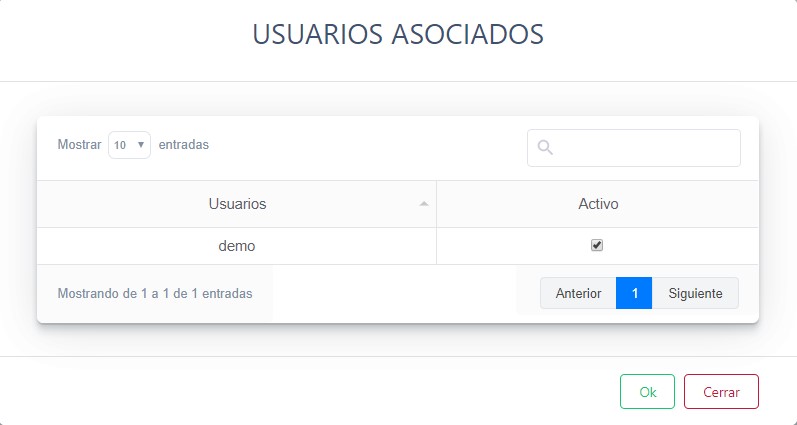 USUARIOS ASOCIADOS
Mostrar 10 entradas
Usuarios Activo
demo
Mostrando de 1 a 1 de 1 entradas Anterior 1 Siguiente
Ok Cerrar